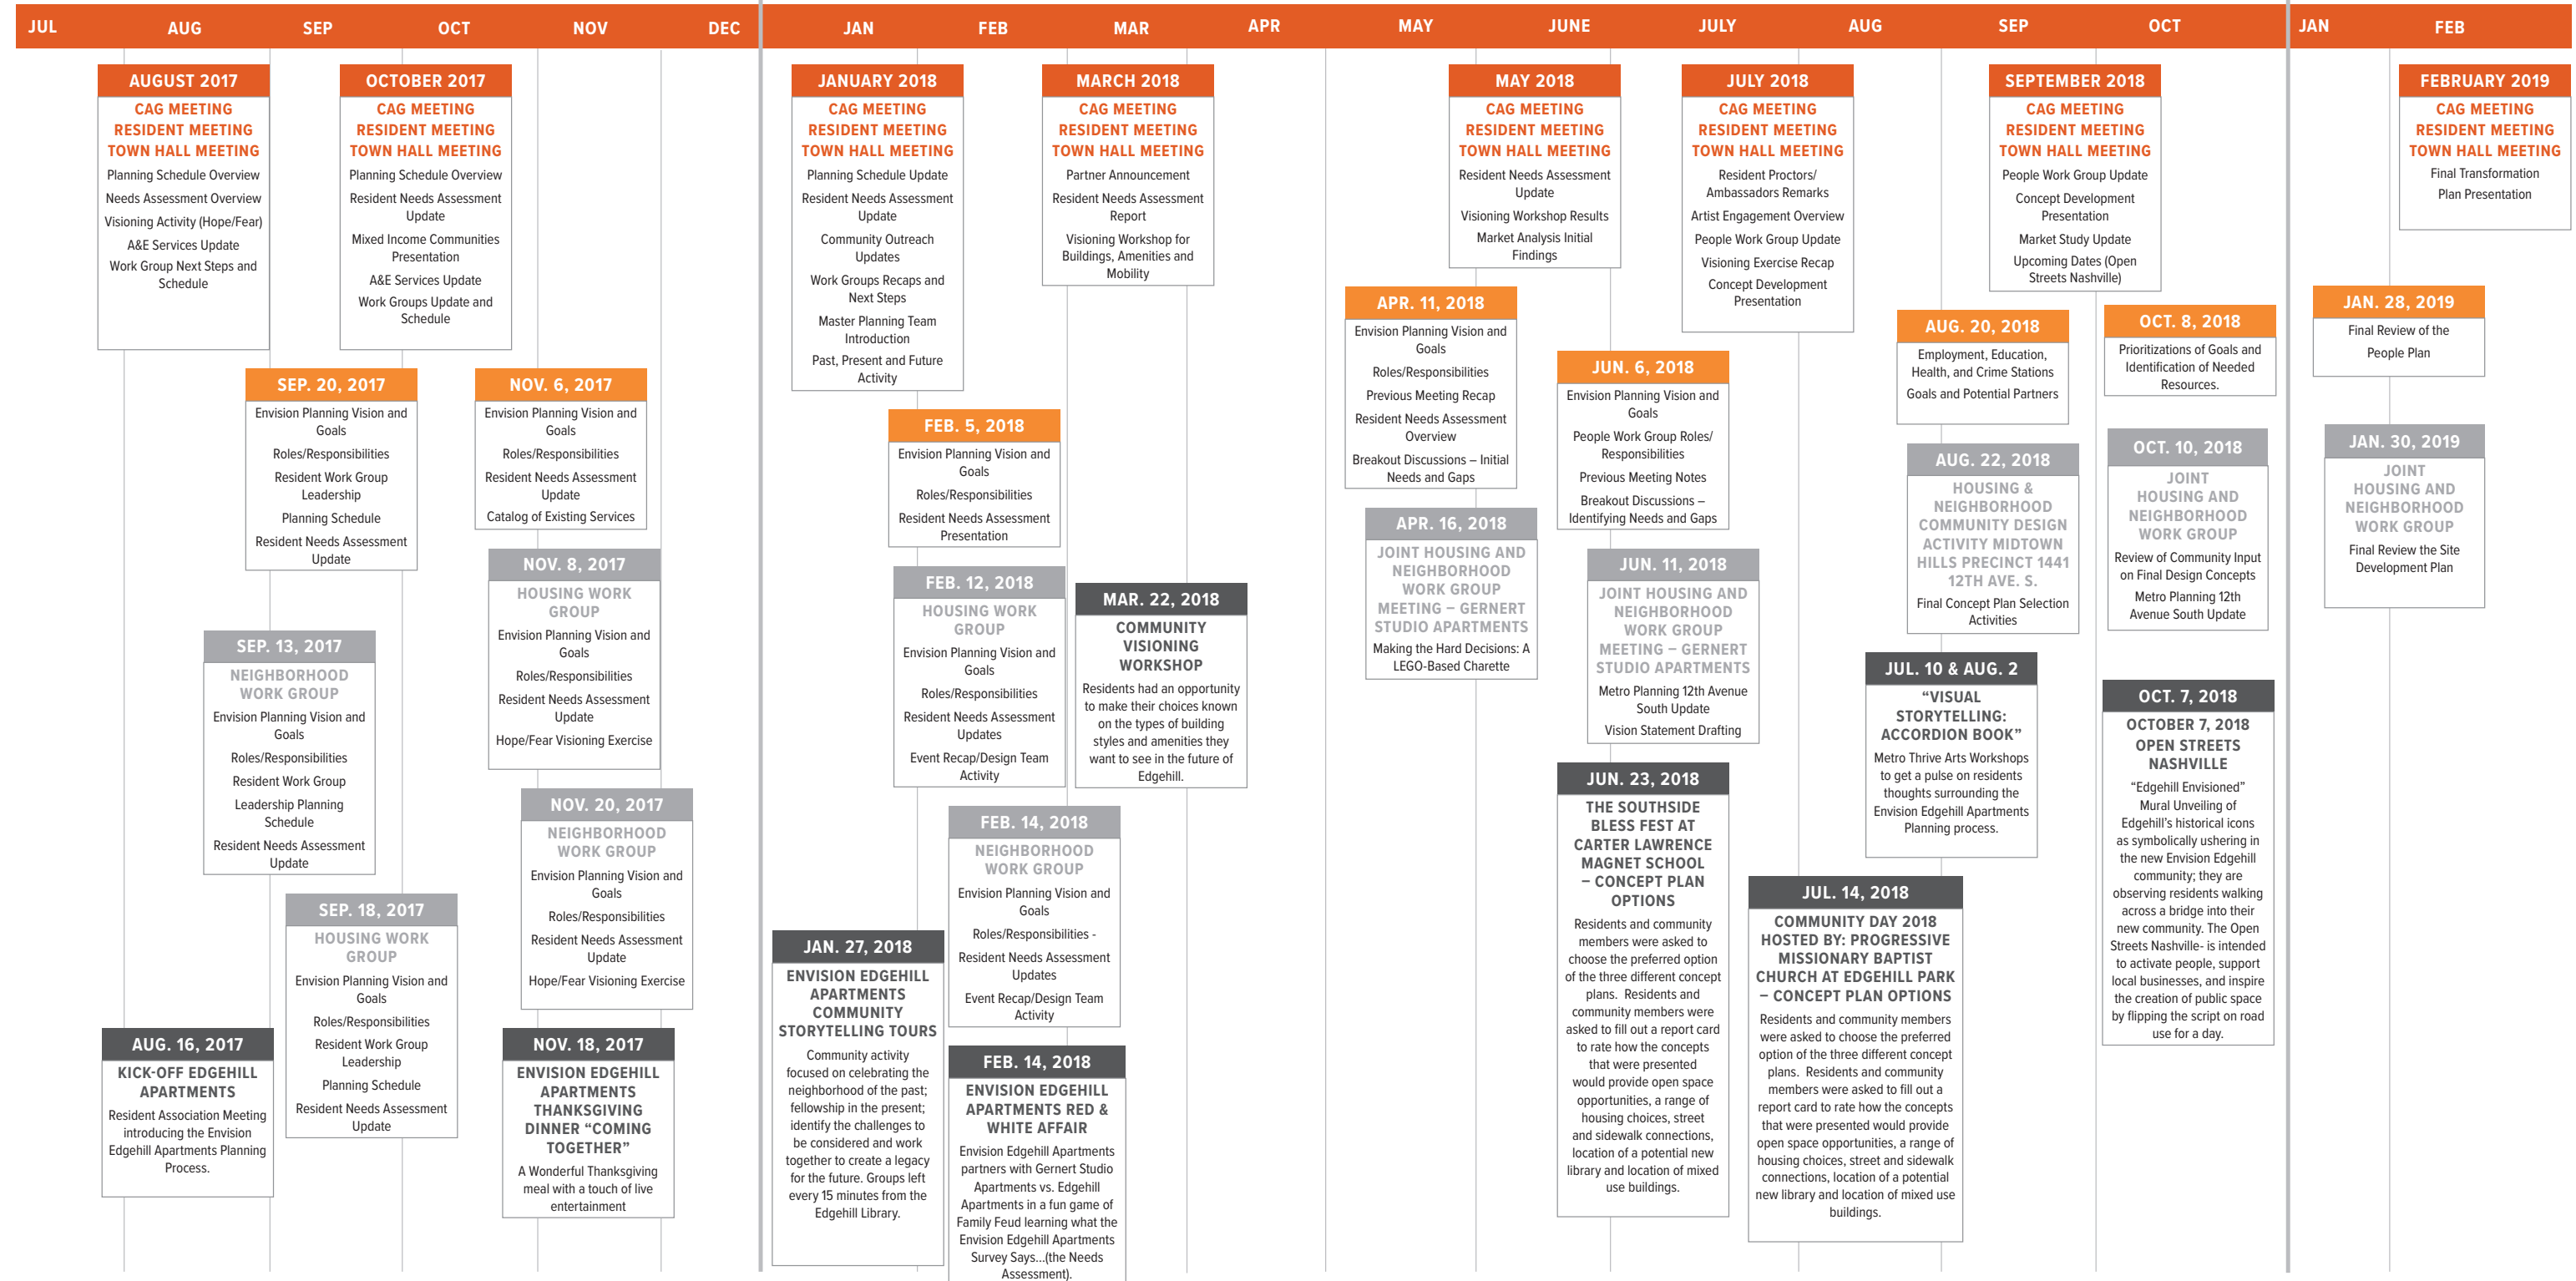 JUL
AUG
SEP
OCT
NOV
DEC
JAN
FEB
MAR
APR
MAY
JUNE
JULY
AUG
SEP
OCT
JAN
FEB
AUGUST 2017
CAG MEETING
RESIDENT MEETING
TOWN HALL MEETING
Planning Schedule Overview
Needs Assessment Overview
Visioning Activity (Hope/Fear)
A&E Services Update
Work Group Next Steps and
Schedule
OCTOBER 2017
CAG MEETING
RESIDENT MEETING
TOWN HALL MEETING
Planning Schedule Overview
Resident Needs Assessment
Update
Mixed Income Communities
Presentation
A&E Services Update
Work Groups Update and
Schedule
SEP. 20, 2017
Envision Planning Vision and
Goals
Roles/Responsibilities
Resident Work Group
Leadership
Planning Schedule
Resident Needs Assessment
Update
NOV. 6, 2017
Envision Planning Vision and
Goals
Roles/Responsibilities
Resident Needs Assessment
Update
Catalog of Existing Services
NOV. 8, 2017
HOUSING WORK
GROUP
Envision Planning Vision and
Goals
Roles/Responsibilities
Resident Needs Assessment
Update
Hope/Fear Visioning Exercise
SEP. 13, 2017
NEIGHBORHOOD
WORK GROUP
Envision Planning Vision and
Goals
Roles/Responsibilities
Resident Work Group
Leadership Planning
Schedule
Resident Needs Assessment
Update
NOV. 20, 2017
NEIGHBORHOOD
WORK GROUP
Envision Planning Vision and
Goals
Roles/Responsibilities
Resident Needs Assessment
Update
Hope/Fear Visioning Exercise
SEP. 18, 2017
HOUSING WORK
GROUP
Envision Planning Vision and
Goals
Roles/Responsibilities
Resident Work Group
Leadership
Planning Schedule
Resident Needs Assessment
Update
AUG. 16, 2017
KICK-OFF EDGEHILL
APARTMENTS
Resident Association Meeting
introducing the Envision
Edgehill Apartments Planning
Process.
NOV. 18, 2017
ENVISION EDGEHILL
APARTMENTS
THANKSGIVING
DINNER “COMING
TOGETHER”
A Wonderful Thanksgiving
meal with a touch of live
entertainment
JANUARY 2018
CAG MEETING
RESIDENT MEETING
TOWN HALL MEETING
Planning Schedule Update
Resident Needs Assessment
Update
Community Outreach
Updates
Work Groups Recaps and
Next Steps
Master Planning Team
Introduction
Past, Present and Future
Activity
MARCH 2018
CAG MEETING
RESIDENT MEETING
TOWN HALL MEETING
Partner Announcement
Resident Needs Assessment
Report
Visioning Workshop for
Buildings, Amenities and
Mobility
FEB. 5, 2018
Envision Planning Vision and
Goals
Roles/Responsibilities
Resident Needs Assessment
Presentation
FEB. 12, 2018
HOUSING WORK
GROUP
Envision Planning Vision and
Goals
Roles/Responsibilities
Resident Needs Assessment
Updates
Event Recap/Design Team
Activity
MAR. 22, 2018
COMMUNITY
VISIONING
WORKSHOP
Residents had an opportunity
to make their choices known
on the types of building
styles and amenities they
want to see in the future of
Edgehill.
FEB. 14, 2018
NEIGHBORHOOD
WORK GROUP
Envision Planning Vision and
Goals
Roles/Responsibilities -
Resident Needs Assessment
Updates
Event Recap/Design Team
Activity
JAN. 27, 2018
ENVISION EDGEHILL
APARTMENTS
COMMUNITY
STORYTELLING TOURS
Community activity
focused on celebrating the
neighborhood of the past;
fellowship in the present;
identify the challenges to
be considered and work
together to create a legacy
for the future. Groups left
every 15 minutes from the
Edgehill Library.
FEB. 14, 2018
ENVISION EDGEHILL
APARTMENTS RED &
WHITE AFFAIR
Envision Edgehill Apartments
partners with Gernert Studio
Apartments vs. Edgehill
Apartments in a fun game of
Family Feud learning what the
Envision Edgehill Apartments
Survey Says...(the Needs
Assessment).
MAY 2018
CAG MEETING
RESIDENT MEETING
TOWN HALL MEETING
Resident Needs Assessment
Update
Visioning Workshop Results
Market Analysis Initial
Findings
JULY 2018
CAG MEETING
RESIDENT MEETING
TOWN HALL MEETING
Resident Proctors/
Ambassadors Remarks
Artist Engagement Overview
People Work Group Update
Visioning Exercise Recap
Concept Development
Presentation
SEPTEMBER 2018
CAG MEETING
RESIDENT MEETING
TOWN HALL MEETING
People Work Group Update
Concept Development
Presentation
Market Study Update
Upcoming Dates (Open
Streets Nashville)
APR. 11, 2018
Envision Planning Vision and
Goals
Roles/Responsibilities
Previous Meeting Recap
Resident Needs Assessment
Overview
Breakout Discussions – Initial
Needs and Gaps
JUN. 6, 2018
Envision Planning Vision and
Goals
People Work Group Roles/
Responsibilities
Previous Meeting Notes
Breakout Discussions –
Identifying Needs and Gaps
AUG. 20, 2018
Employment, Education,
Health, and Crime Stations
Goals and Potential Partners
OCT. 8, 2018
Prioritizations of Goals and
Identification of Needed
Resources.
APR. 16, 2018
JOINT HOUSING AND
NEIGHBORHOOD
WORK GROUP
MEETING – GERNERT
STUDIO APARTMENTS
Making the Hard Decisions: A
LEGO-Based Charette
JUN. 11, 2018
JOINT HOUSING AND
NEIGHBORHOOD
WORK GROUP
MEETING – GERNERT
STUDIO APARTMENTS
Metro Planning 12th Avenue
South Update
Vision Statement Drafting
AUG. 22, 2018
HOUSING &
NEIGHBORHOOD
COMMUNITY DESIGN
ACTIVITY MIDTOWN
HILLS PRECINCT 1441
12TH AVE. S.
Final Concept Plan Selection
Activities
OCT. 10, 2018
JOINT
HOUSING AND
NEIGHBORHOOD
WORK GROUP
Review of Community Input
on Final Design Concepts
Metro Planning 12th
Avenue South Update
JUN. 23, 2018
THE SOUTHSIDE
BLESS FEST AT
CARTER LAWRENCE
MAGNET SCHOOL
– CONCEPT PLAN
OPTIONS
Residents and community
members were asked to
choose the preferred option
of the three different concept
plans. Residents and
community members were
asked to fill out a report card
to rate how the concepts
that were presented
would provide open space
opportunities, a range of
housing choices, street
and sidewalk connections,
location of a potential new
library and location of mixed
use buildings.
JUL. 10 & AUG. 2
“VISUAL
STORYTELLING:
ACCORDION BOOK”
Metro Thrive Arts Workshops
to get a pulse on residents
thoughts surrounding the
Envision Edgehill Apartments
Planning process.
JUL. 14, 2018
COMMUNITY DAY 2018
HOSTED BY: PROGRESSIVE
MISSIONARY BAPTIST
CHURCH AT EDGEHILL PARK
– CONCEPT PLAN OPTIONS
Residents and community members
were asked to choose the preferred
option of the three different concept
plans. Residents and community
members were asked to fill out a
report card to rate how the concepts
that were presented would provide
open space opportunities, a range of
housing choices, street and sidewalk
connections, location of a potential
new library and location of mixed use
buildings.
OCT. 7, 2018
OCTOBER 7, 2018
OPEN STREETS
NASHVILLE
“Edgehill Envisioned”
Mural Unveiling of
Edgehill’s historical icons
as symbolically ushering in
the new Envision Edgehill
community; they are
observing residents walking
across a bridge into their
new community. The Open
Streets Nashville- is intended
to activate people, support
local businesses, and inspire
the creation of public space
by flipping the script on road
use for a day.
FEBRUARY 2019
CAG MEETING
RESIDENT MEETING
TOWN HALL MEETING
Final Transformation
Plan Presentation
JAN. 28, 2019
Final Review of the
People Plan
JAN. 30, 2019
JOINT
HOUSING AND
NEIGHBORHOOD
WORK GROUP
Final Review the Site
Development Plan